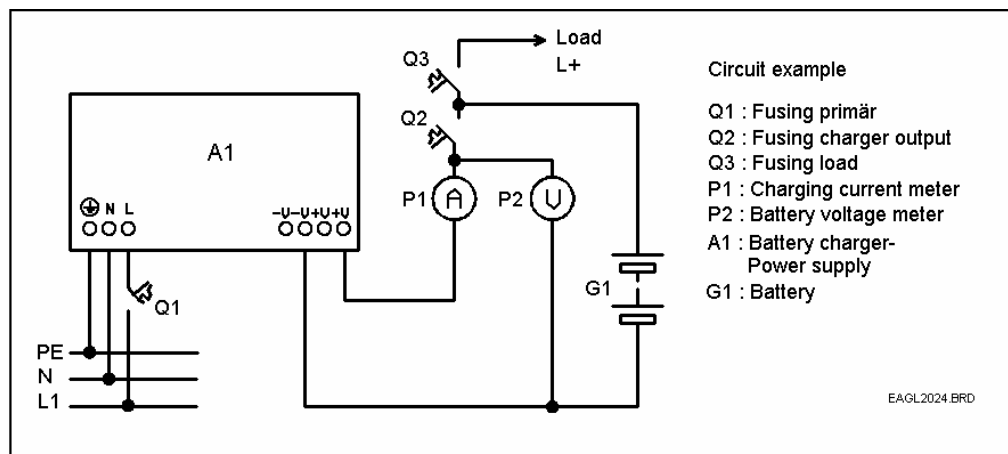 Load
L+
Q3
Circuit example
Q1 : Fusing primär
Q2
Q2 : Fusing charger output
A1
Q3 : Fusing load
P1 A P2 V
P1 : Charging current meter
N L
-V-V+V+V
P2 : Battery voltage meter
A1 : Battery charger-
Power supply
G1
G1 : Battery
Q1
PE
N
L1
EAGL2024.BRD